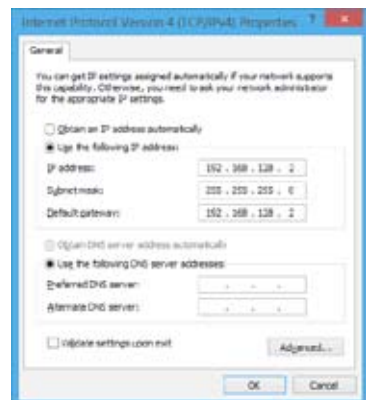 Internet Protocol Version 4 (TCP/IPv4) Properties
General
You can get IP settings assigned automatically if your network supports
this capability. Otherwise, you need to ask your network administrator
for the appropriate IP settings.
Obtain an IP address automatically
Use the following IP address:
IP address: 192 . 168 . 128 . 2
Subnet mask: 255 . 255 . 255 . 0
Default gateway: 192 . 168 . 128 .
Obtain DNS server address automatically
Use the following DNS server addresses:
Preferred DNS server: . . .
Alternate DNS server: . . .
Validate settings upon exit
Advanced...
OK Cancel